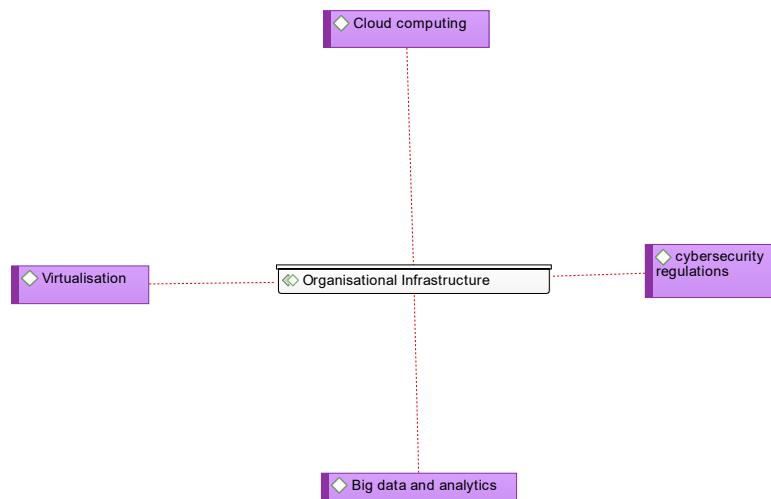 Cloud computing
cybersecurity
regulations
Virtualisation
Organisational Infrastructure
Big data and analytics